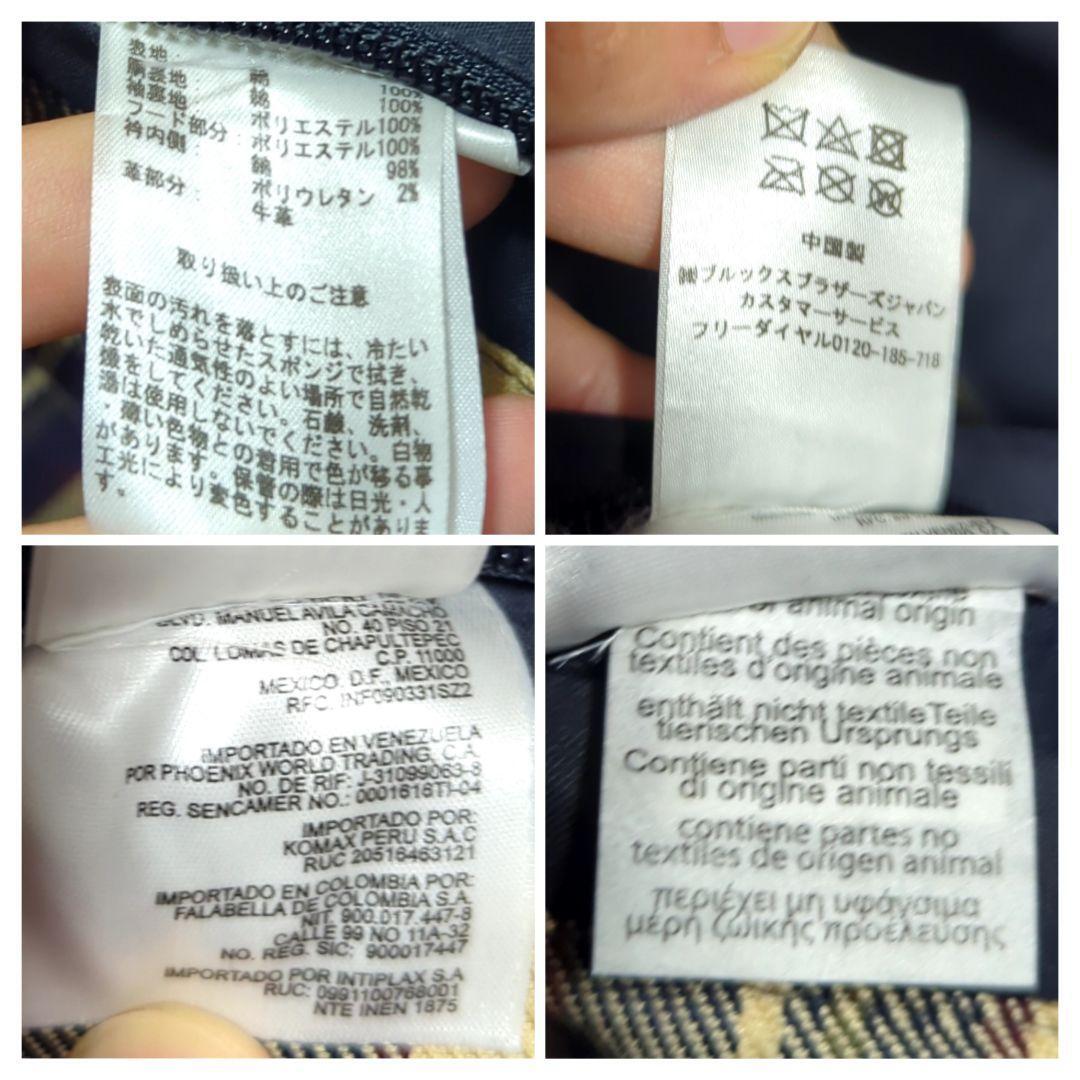 表地:
胴裏地: 綿 100%
袖裏地: 綿 100%
フード部分: ポリエステル100%
衿内側: ポリエステル100%
綿 98%
ポリウレタン 2%
革部分: 牛革
取り扱い上のご注意
表面の汚れを落とすには、冷たい
水でしめらせたスポンジで拭き、
乾いた通気性のよい場所で自然乾
燥をしてください。石鹸、洗剤、
湯は使用しないでください。白物
・痩い色物との着用で色が移る事
があります。保管の際は日光・人
工光により変色することがありま
す。
中国製
㈱ブルックスブラザーズジャパン
カスタマーサービス
フリーダイヤル0120-185-718
BLVD. MANUEL AVILA CAMACHO
NO. 40 PISO 21
COL. LOMAS DE CHAPULTEPEC
C.P. 11000
MEXICO. D.F., MEXICO
RFC. INF090331SZ2
IMPORTADO EN VENEZUELA
POR PHOENIX WORLD TRADING, C.A.
NO. DE RIF: J-31099063-8
REG. SENCAMER NO.: 0001616TI-04
IMPORTADO POR:
KOMAX PERU S.A.C
RUC 20516463121
IMPORTADO EN COLOMBIA POR:
FALABELLA DE COLOMBIA S.A.
NIT. 900.017.447-8
CALLE 99 NO 11A-32
NO. REG. SIC: 900017447
IMPORTADO POR INTIPLAX S.A
RUC: 0991100768001
NTE INEN 1875
of animal origin
Contient des pièces non
textiles d'origine animale
enthält nicht textile Teile
tierischen Ursprungs
Contiene parti non tessili
di origine animale
contiene partes no
textiles de origen animal
περιέχει μη υφάγσιμα
μέρη ζωικής προέλευσης